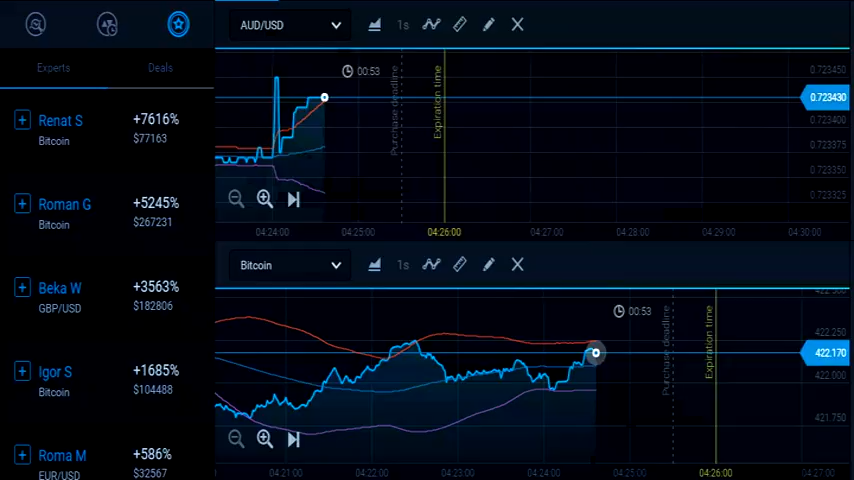 Experts Deals
Renat S +7616%
Bitcoin $77163
Roman G +5245%
Bitcoin $267231
Beka W +3563%
GBP/USD $182806
Igor S +1685%
Bitcoin $104488
Roma M +586%
EUR/USD $32567
AUD/USD 1s
00:53
Purchase deadline
Expiration time
0.723450
0.723430
0.723400
0.723375
0.723350
0.723325
04:24:00 04:25:00 04:26:00 04:27:00 04:28:00 04:29:00 04:30:00
Bitcoin 1s
00:53
Purchase deadline
Expiration time
422.250
422.170
422.000
421.750
04:21:00 04:22:00 04:23:00 04:24:00 04:25:00 04:26:00 04:27:00